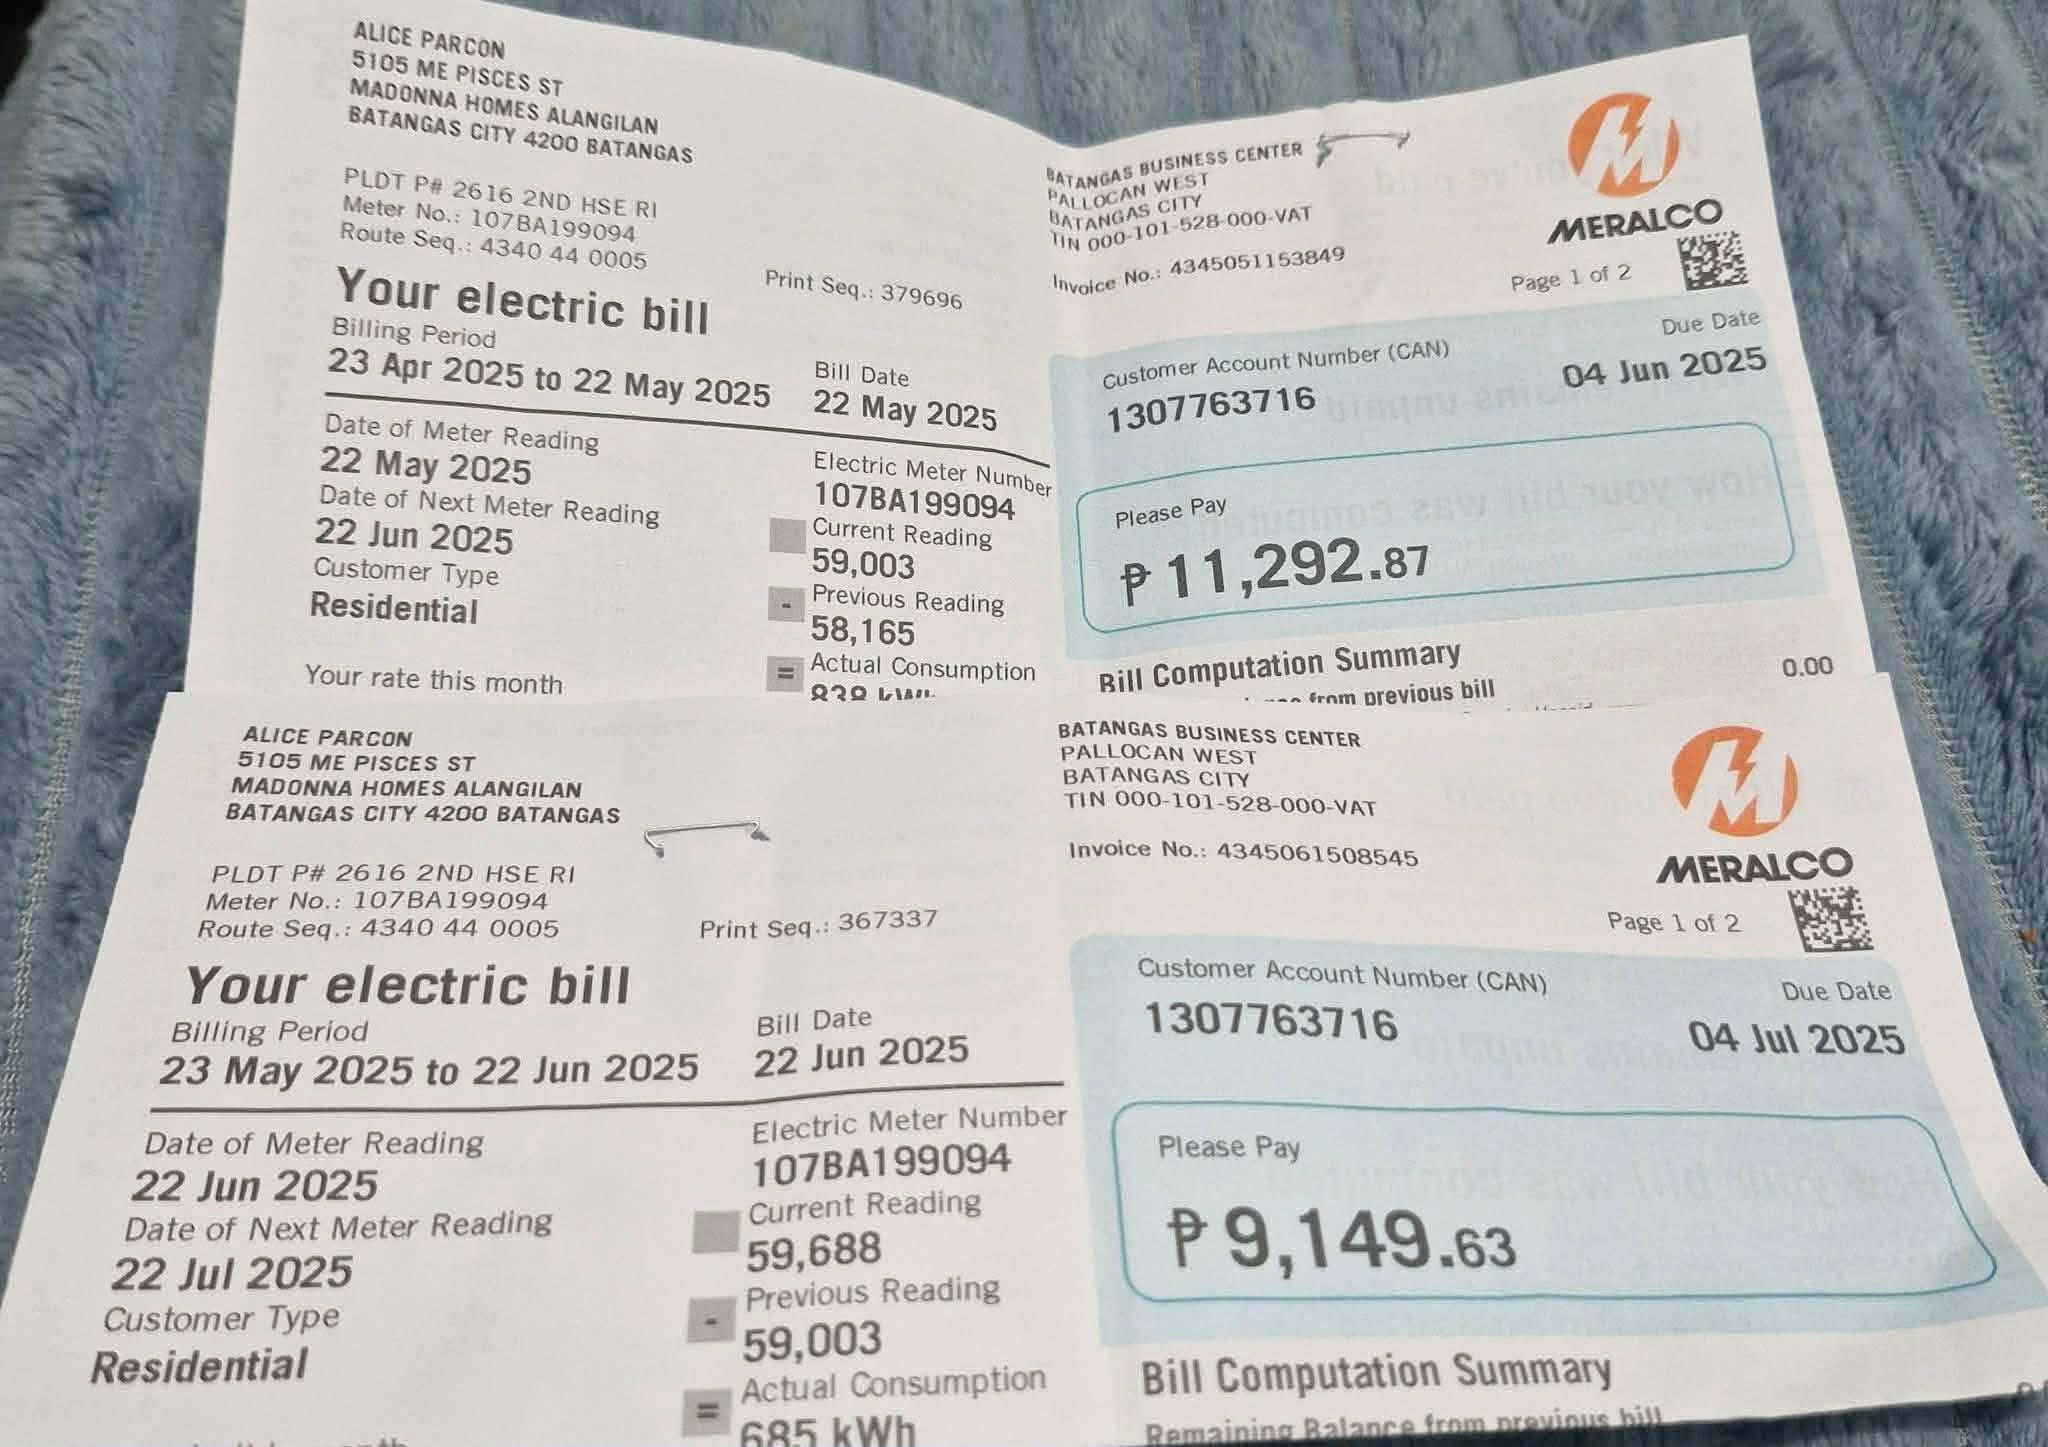 ALICE PARCON
5105 ME PISCES ST
MADONNA HOMES ALANGILAN
BATANGAS CITY 4200 BATANGAS
PLDT P# 2616 2ND HSE RI
Meter No.: 107BA199094
Route Seq.: 4340 44 0005
Print Seq.: 379696
Your electric bill
Billing Period
23 Apr 2025 to 22 May 2025
Bill Date
22 May 2025
Date of Meter Reading
22 May 2025
Date of Next Meter Reading
22 Jun 2025
Customer Type
Residential
Your rate this month
Electric Meter Number
107BA199094
Current Reading
59,003
- Previous Reading
58,165
= Actual Consumption
838 kWh
BATANGAS BUSINESS CENTER
PALLOCAN WEST
BATANGAS CITY
TIN 000-101-528-000-VAT
Invoice No.: 4345051153849
MERALCO
Page 1 of 2
Customer Account Number (CAN)
1307763716
Due Date
04 Jun 2025
Please Pay
₱ 11,292.87
Bill Computation Summary
from previous bill
0.00
ALICE PARCON
5105 ME PISCES ST
MADONNA HOMES ALANGILAN
BATANGAS CITY 4200 BATANGAS
PLDT P# 2616 2ND HSE RI
Meter No.: 107BA199094
Route Seq.: 4340 44 0005
Print Seq.: 367337
Your electric bill
Billing Period
23 May 2025 to 22 Jun 2025
Bill Date
22 Jun 2025
Date of Meter Reading
22 Jun 2025
Date of Next Meter Reading
22 Jul 2025
Customer Type
Residential
Electric Meter Number
107BA199094
Current Reading
59,688
- Previous Reading
59,003
= Actual Consumption
685 kWh
BATANGAS BUSINESS CENTER
PALLOCAN WEST
BATANGAS CITY
TIN 000-101-528-000-VAT
Invoice No.: 4345061508545
MERALCO
Page 1 of 2
Customer Account Number (CAN)
1307763716
Due Date
04 Jul 2025
Please Pay
₱ 9,149.63
Bill Computation Summary
Remaining Balance from previous bill